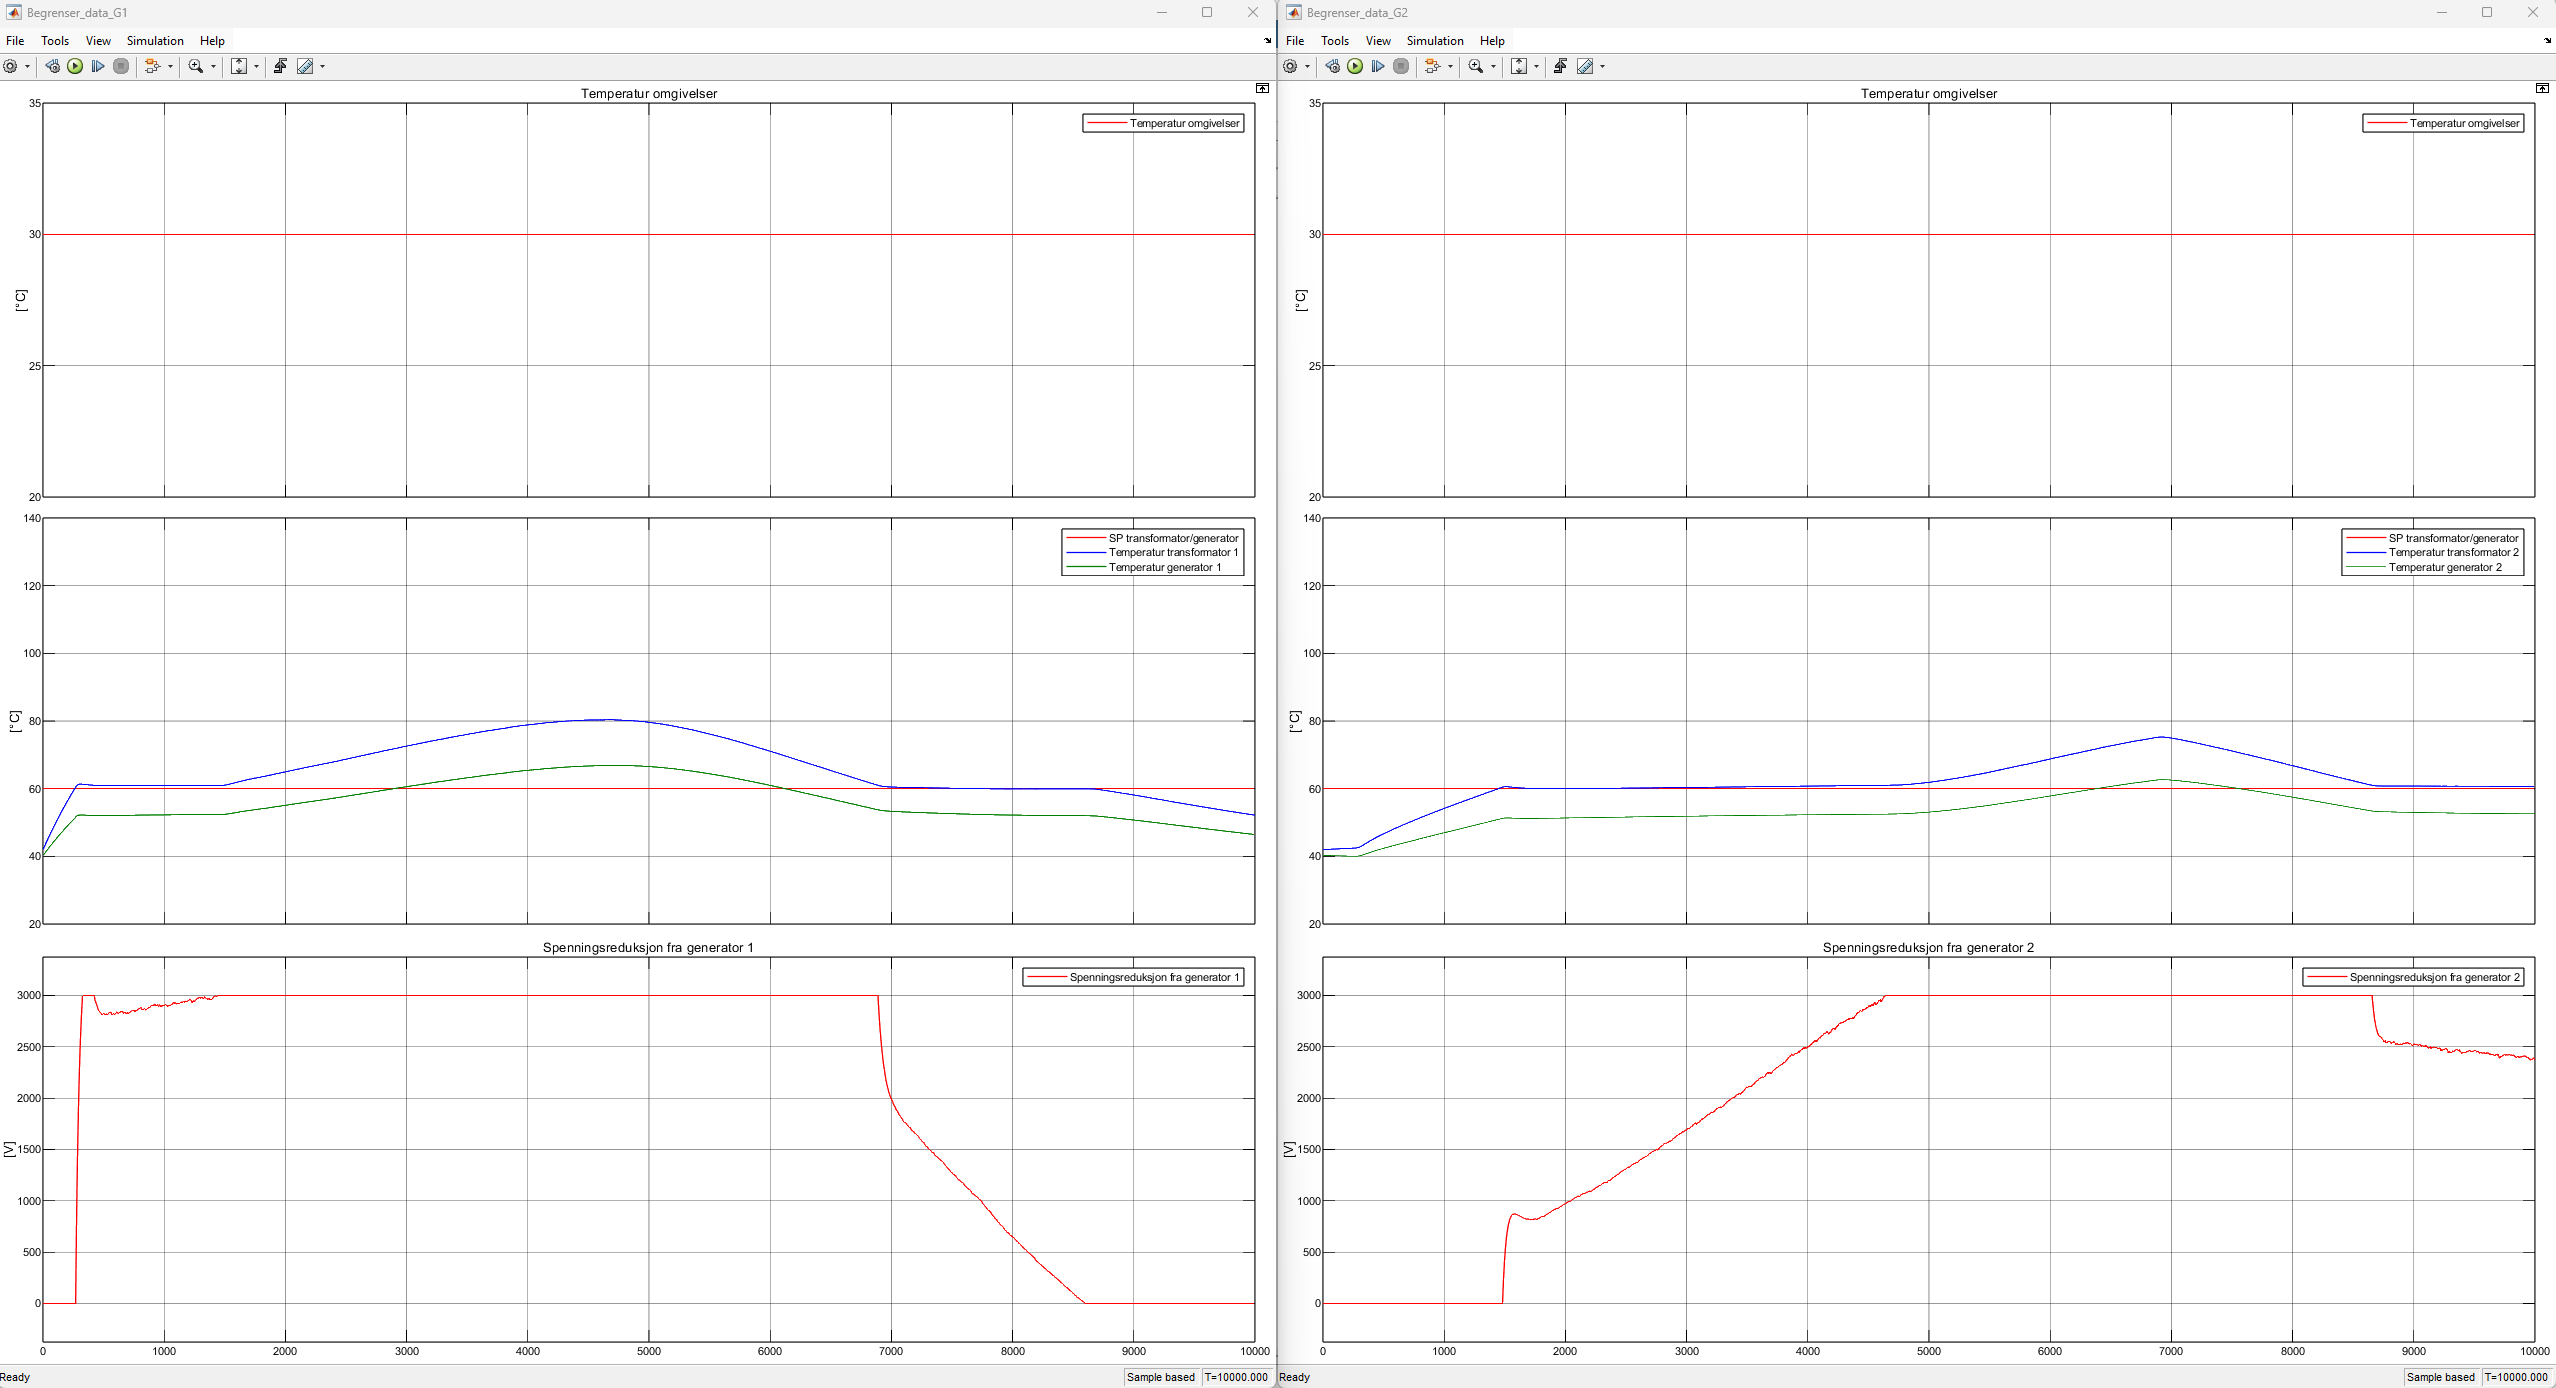 Begrenser_data_G1
File Tools View Simulation Help
Temperatur omgivelser
Temperatur omgivelser
35
30
25
20
[°C]
SP transformator/generator
Temperatur transformator 1
Temperatur generator 1
140
120
100
80
60
40
20
[°C]
Spenningsreduksjon fra generator 1
Spenningsreduksjon fra generator 1
3000
2500
2000
1500
1000
500
0
[V]
0 1000 2000 3000 4000 5000 6000 7000 8000 9000 10000
Ready Sample based T=10000.000
Begrenser_data_G2
File Tools View Simulation Help
Temperatur omgivelser
Temperatur omgivelser
35
30
25
20
[°C]
SP transformator/generator
Temperatur transformator 2
Temperatur generator 2
140
120
100
80
60
40
20
[°C]
Spenningsreduksjon fra generator 2
Spenningsreduksjon fra generator 2
3000
2500
2000
1500
1000
500
0
[V]
0 1000 2000 3000 4000 5000 6000 7000 8000 9000 10000
Ready Sample based T=10000.000